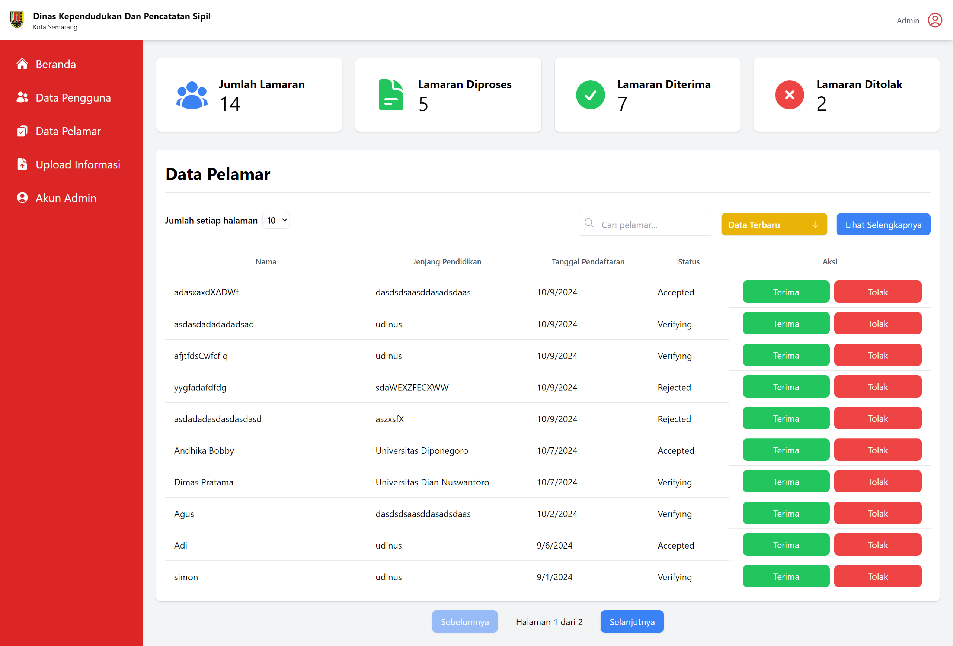 Dinas Kependudukan Dan Pencatatan Sipil
Kota Semarang
Admin
Beranda
Data Pengguna
Data Pelamar
Upload Informasi
Akun Admin
Jumlah Lamaran
14
Lamaran Diproses
5
Lamaran Diterima
7
Lamaran Ditolak
2
Data Pelamar
Jumlah setiap halaman 10
Cari pelamar...
Data Terbaru ↓
Lihat Selengkapnya
Nama Jenjang Pendidikan Tanggal Pendaftaran Status Aksi
dasdsdsaasddasadsdaas 10/9/2024 Accepted Terima Tolak
asdasdadadadadsad udinus 10/9/2024 Verifying Terima Tolak
udinus 10/9/2024 Verifying Terima Tolak
yygfadafdfdg sdaWEXZFECXWW 10/9/2024 Rejected Terima Tolak
asdadadasdasdasdasd aszxsfX 10/9/2024 Rejected Terima Tolak
Andhika Bobby Universitas Diponegoro 10/7/2024 Accepted Terima Tolak
Dimas Pratama Universitas Dian Nuswantoro 10/7/2024 Verifying Terima Tolak
Agus dasdsdsaasddasadsdaas 10/2/2024 Verifying Terima Tolak
Adi udinus 9/6/2024 Accepted Terima Tolak
simon udinus 9/1/2024 Verifying Terima Tolak
Sebelumnya Halaman 1 dari 2 Selanjutnya